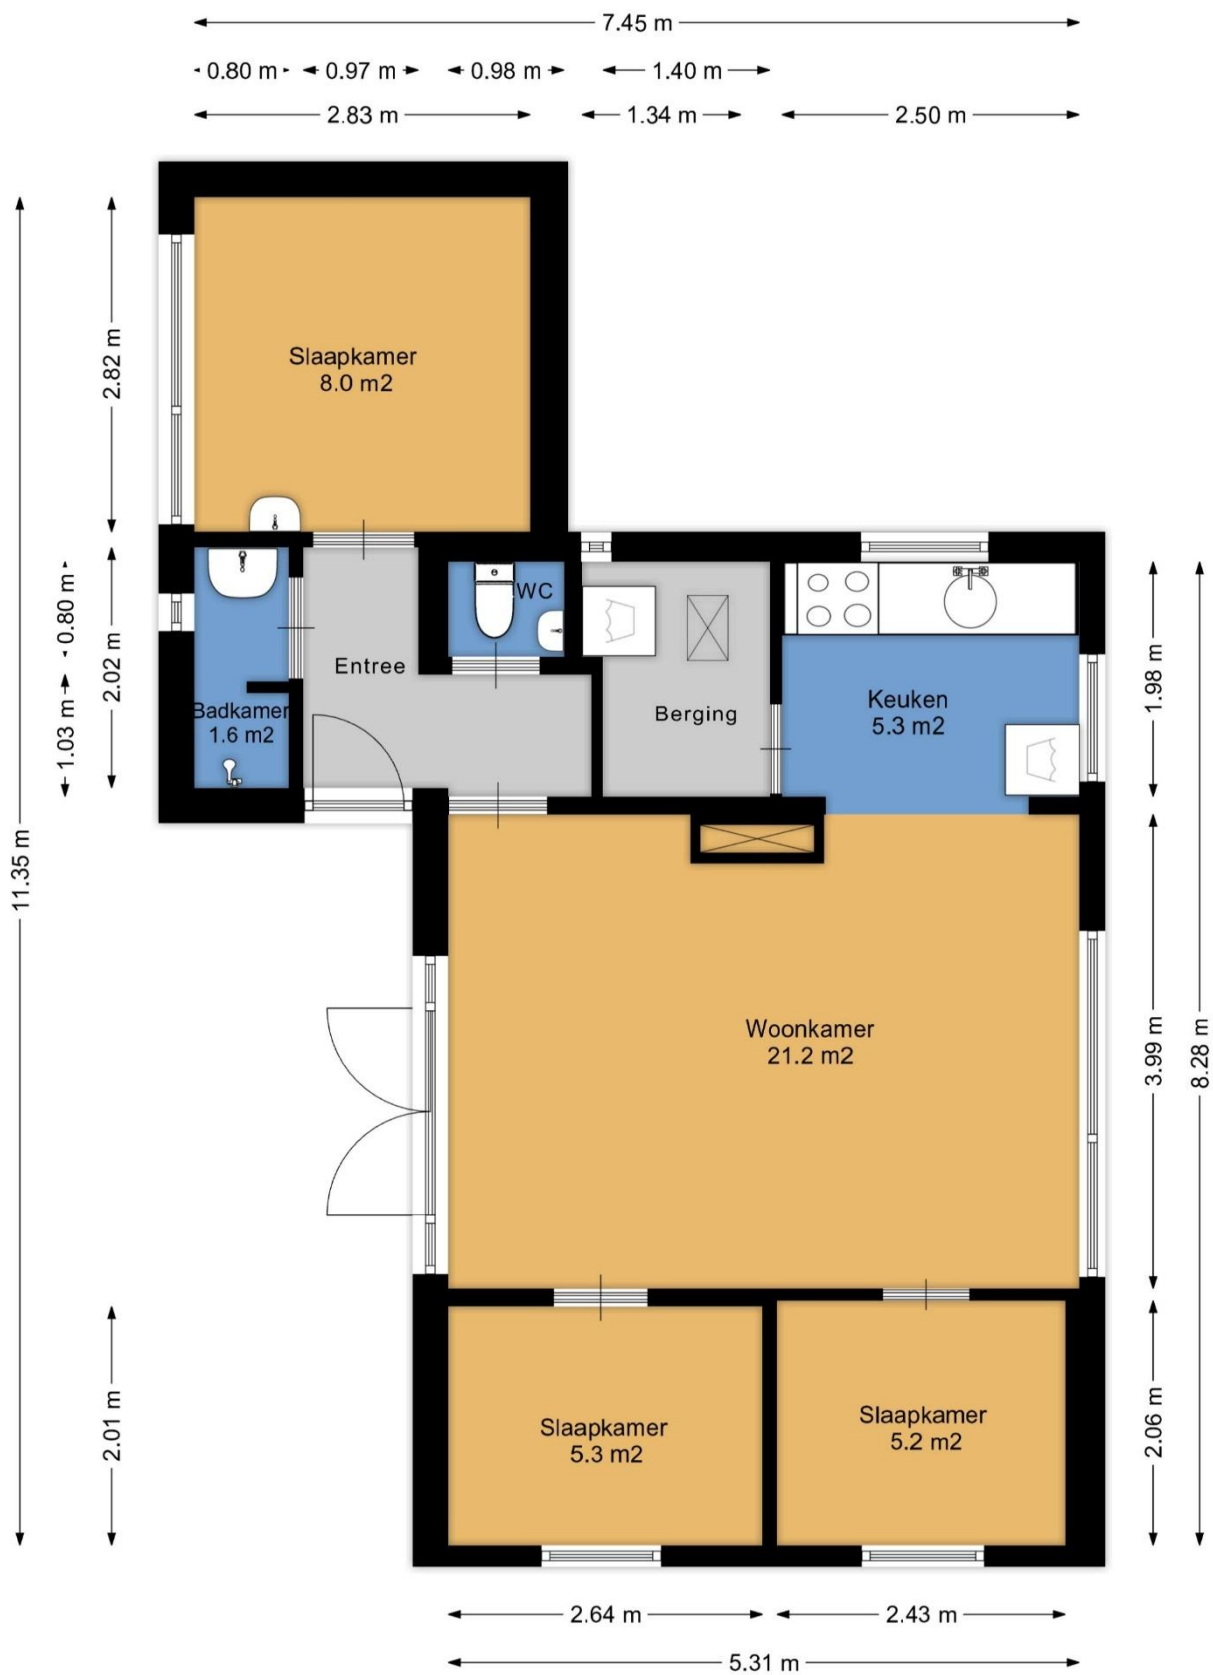 7.45 m
0.80 m
0.97 m
0.98 m
1.40 m
2.83 m
1.34 m
2.50 m
2.82 m
Slaapkamer
8.0 m2
0.80 m
2.02 m
1.03 m
WC
Entree
Badkamer
1.6 m2
Berging
Keuken
5.3 m2
1.98 m
11.35 m
Woonkamer
21.2 m2
3.99 m
8.28 m
2.01 m
Slaapkamer
5.3 m2
Slaapkamer
5.2 m2
2.06 m
2.64 m
2.43 m
5.31 m